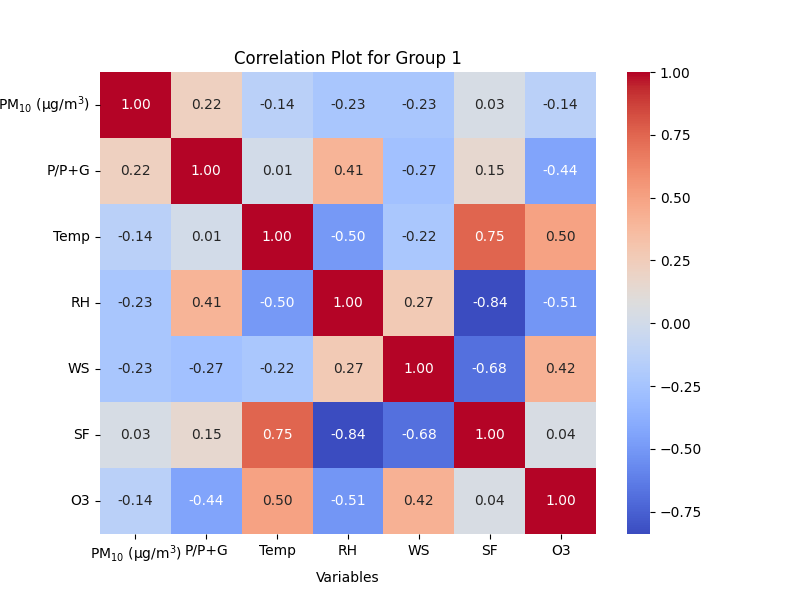 Correlation Plot for Group 1
PM₁₀ (μg/m³) 1.00 0.22 -0.14 -0.23 -0.23 0.03 -0.14
P/P+G 0.22 1.00 0.01 0.41 -0.27 0.15 -0.44
Temp -0.14 0.01 1.00 -0.50 -0.22 0.75 0.50
RH -0.23 0.41 -0.50 1.00 0.27 -0.84 -0.51
WS -0.23 -0.27 -0.22 0.27 1.00 -0.68 0.42
SF 0.03 0.15 0.75 -0.84 -0.68 1.00 0.04
O3 -0.14 -0.44 0.50 -0.51 0.42 0.04 1.00
PM₁₀ (μg/m³) P/P+G Temp RH WS SF O3
Variables
1.00
0.75
0.50
0.25
0.00
−0.25
−0.50
−0.75